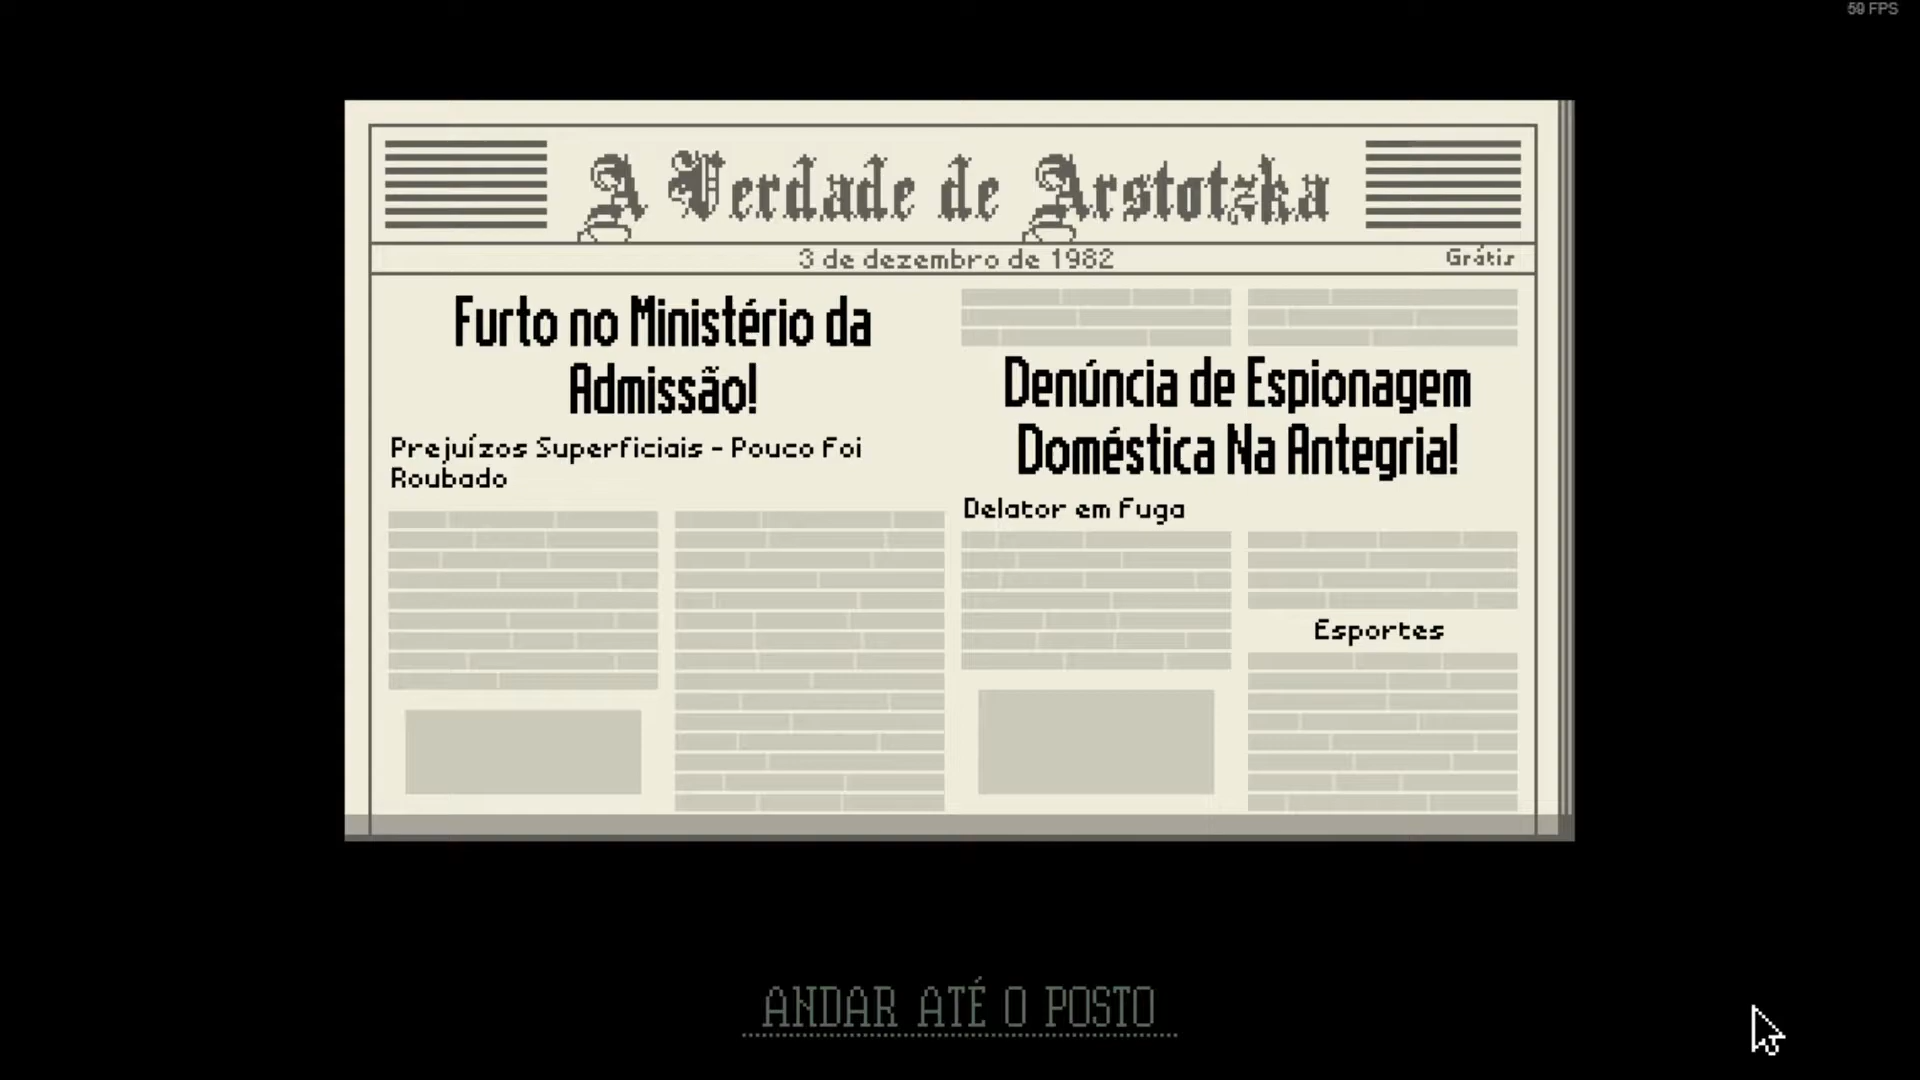 59 FPS
A Verdade de Arstotzka
3 de dezembro de 1982
Grátis
Furto no Ministério da
Admissão!
Prejuízos Superficiais - Pouco Foi
Roubado
Denúncia de Espionagem
Doméstica Na Antegria!
Delator em Fuga
Esportes
ANDAR ATÉ O POSTO